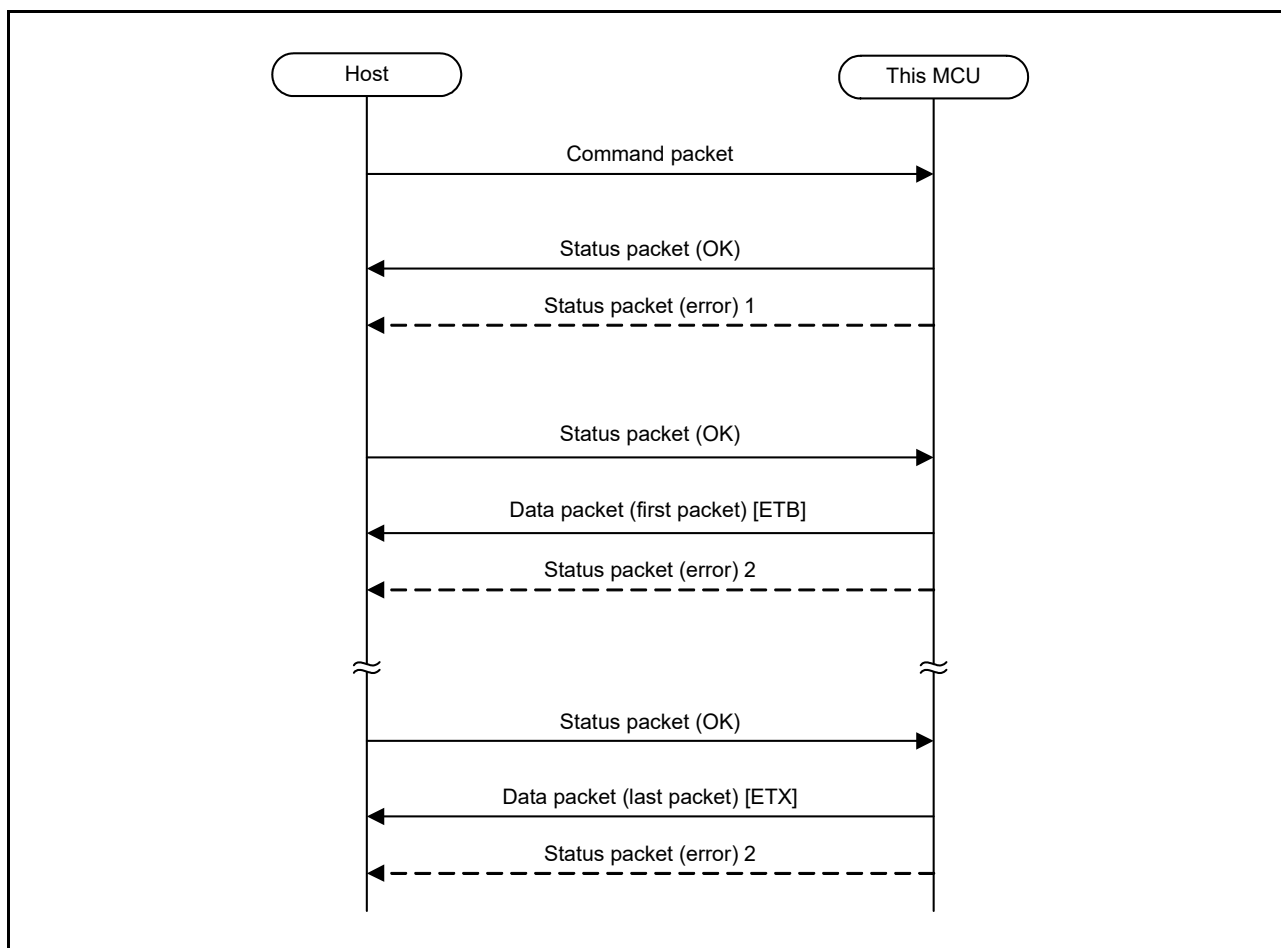 Host
This MCU
Command packet
Status packet (OK)
Status packet (error) 1
Status packet (OK)
Data packet (first packet) [ETB]
Status packet (error) 2
Status packet (OK)
Data packet (last packet) [ETX]
Status packet (error) 2